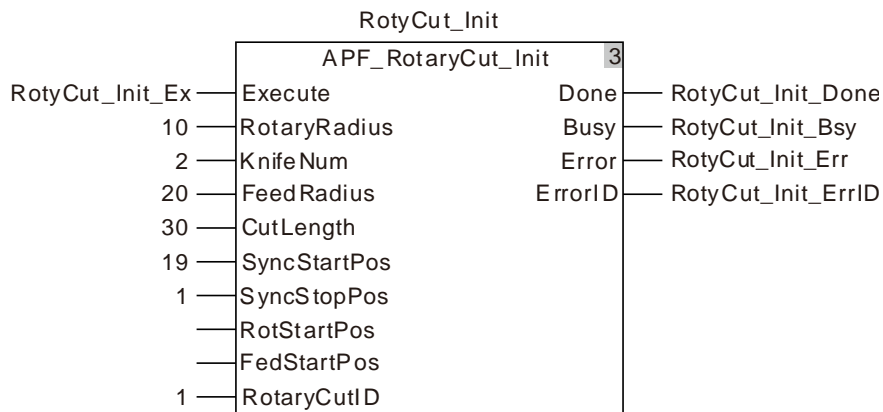 RotyCut_Init
APF_RotaryCut_Init 3
RotyCut_Init_Ex Execute Done RotyCut_Init_Done
10 RotaryRadius Busy RotyCut_Init_Bsy
2 KnifeNum Error RotyCut_Init_Err
20 FeedRadius ErrorID RotyCut_Init_ErrID
30 CutLength
19 SyncStartPos
1 SyncStopPos
RotStartPos
FedStartPos
1 RotaryCutID